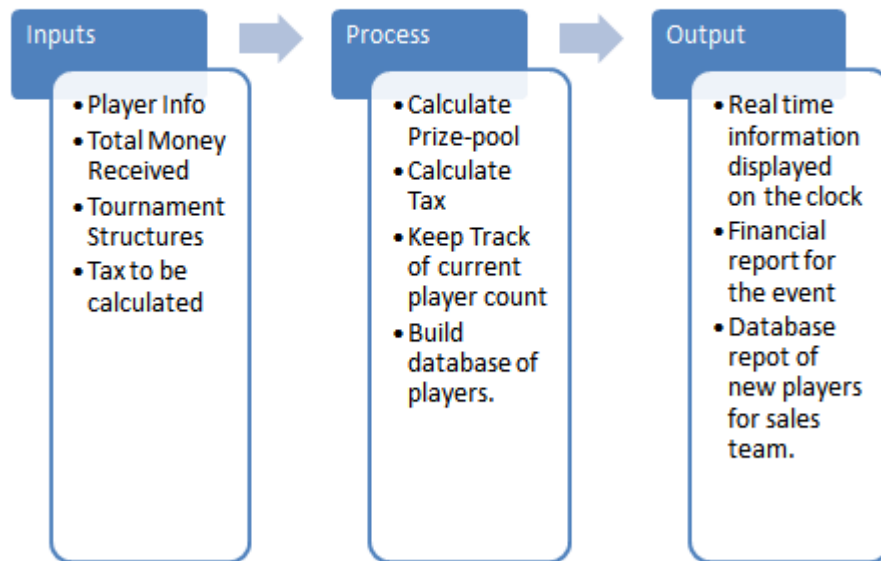 Inputs
• Player Info
• Total Money
Received
• Tournament
Structures
• Tax to be
calculated
Process
• Calculate
Prize-pool
• Calculate
Tax
• Keep Track
of current
player count
• Build
database of
players.
Output
• Real time
information
displayed
on the clock
• Financial
report for
the event
• Database
repot of
new players
for sales
team.